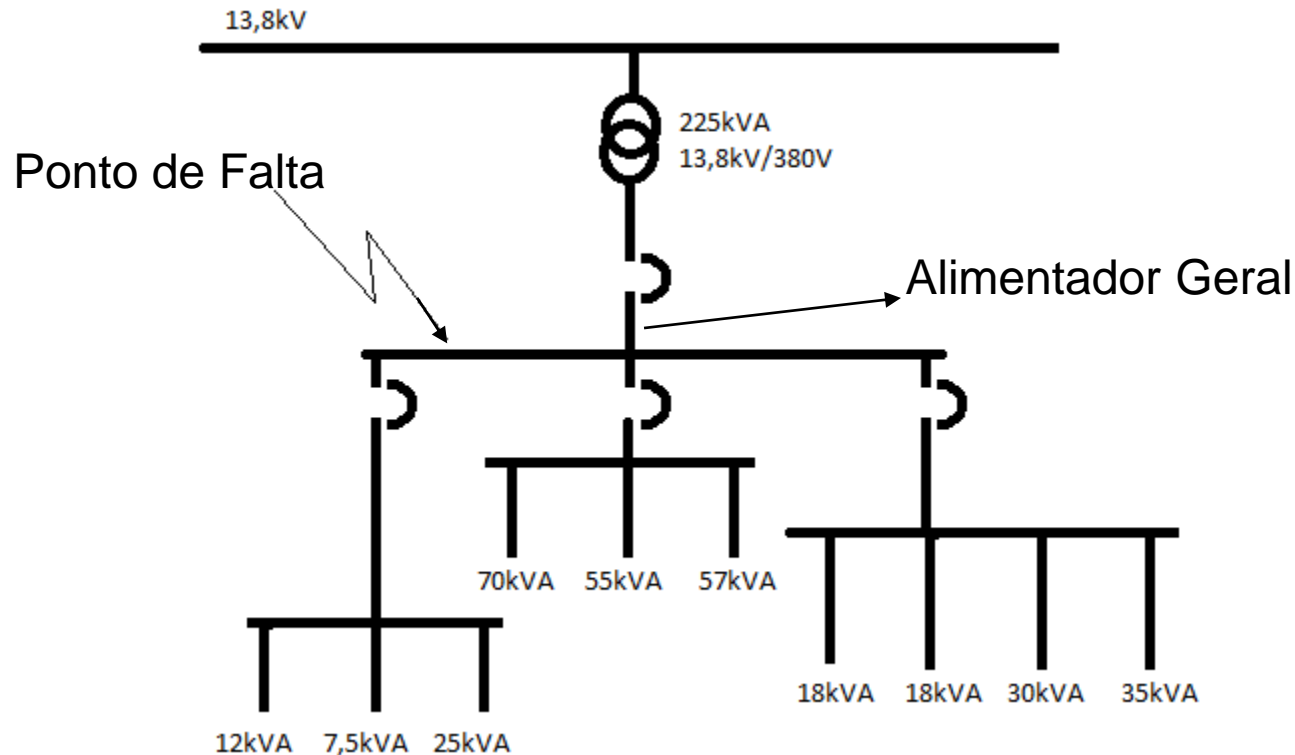 13,8kV
225kVA
13,8kV/380V
Ponto de Falta
Alimentador Geral
70kVA 55kVA 57kVA
18kVA 18kVA 30kVA 35kVA
12kVA 7,5kVA 25kVA